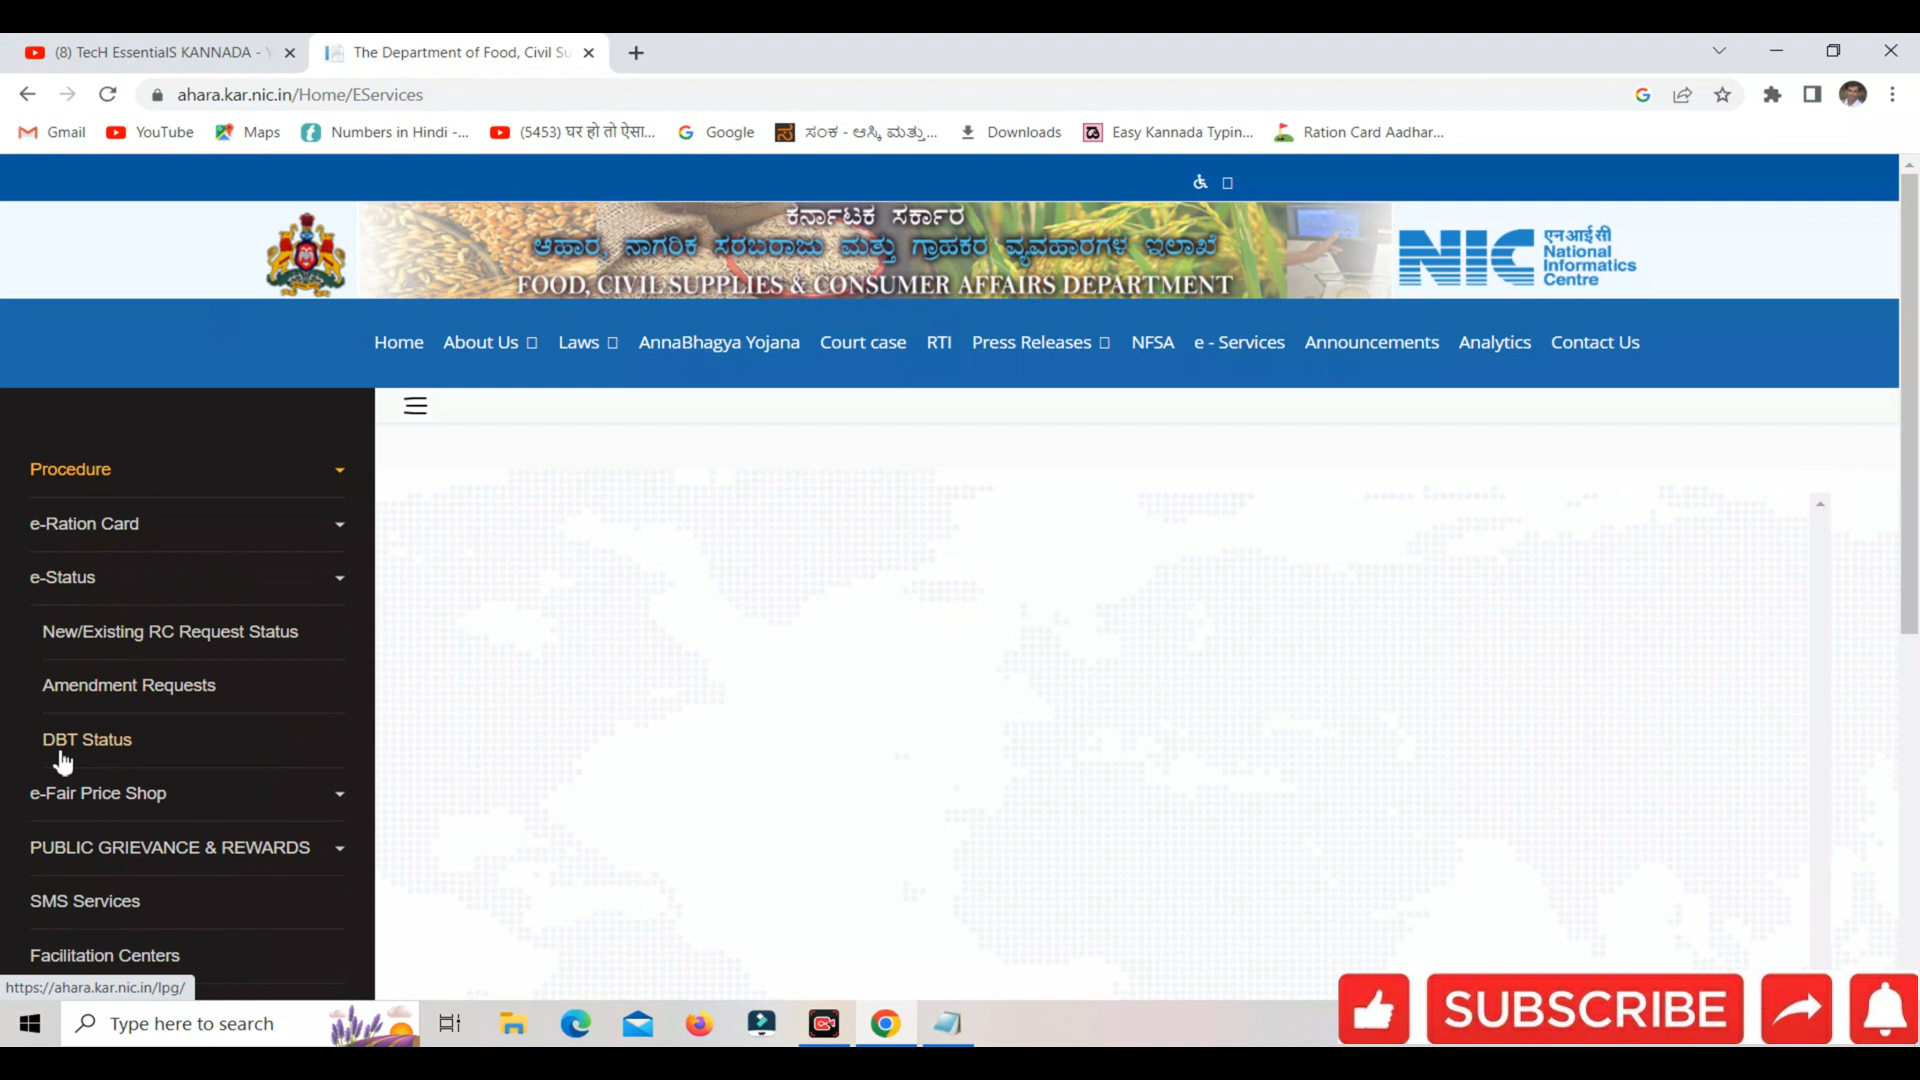 (8) TecH EssentialS KANNADA - Y
The Department of Food, Civil Su
ahara.kar.nic.in/Home/EServices
Gmail
YouTube
Maps
Numbers in Hindi -...
(5453) घर हो तो ऐसा...
Google
ಸಂಕ - ಆಸ್ಕಿ ಮತ್ತು...
Downloads
Easy Kannada Typin...
Ration Card Aadhar...
ಕರ್ನಾಟಕ ಸರ್ಕಾರ
ಆಹಾರ, ನಾಗರಿಕ ಸರಬರಾಜು ಮತ್ತು ಗ್ರಾಹಕರ ವ್ಯವಹಾರಗಳ ಇಲಾಖೆ
FOOD, CIVIL SUPPLIES & CONSUMER AFFAIRS DEPARTMENT
NIC
एन आई सी
National
Informatics
Centre
Home About Us Laws AnnaBhagya Yojana Court case RTI Press Releases NFSA e - Services Announcements Analytics Contact Us
Procedure
e-Ration Card
e-Status
New/Existing RC Request Status
Amendment Requests
DBT Status
e-Fair Price Shop
PUBLIC GRIEVANCE & REWARDS
SMS Services
Facilitation Centers
https://ahara.kar.nic.in/lpg/
Type here to search
SUBSCRIBE